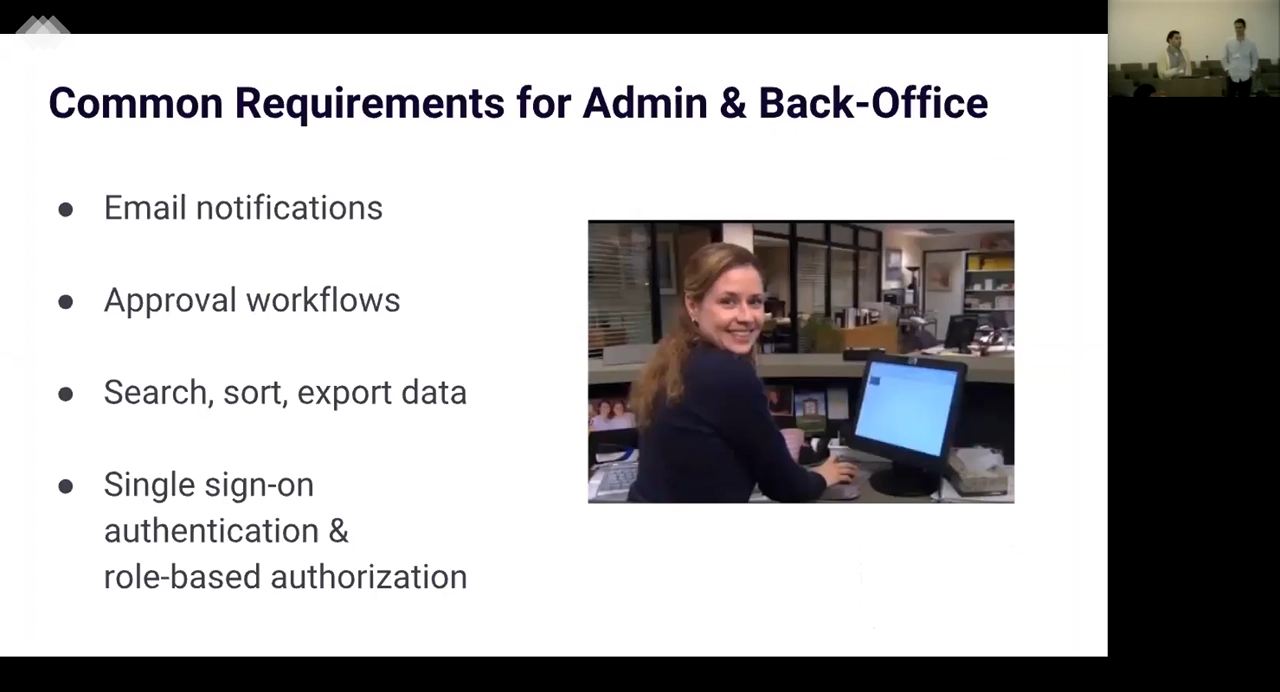 Common Requirements for Admin & Back-Office
● Email notifications
● Approval workflows
● Search, sort, export data
● Single sign-on
authentication &
role-based authorization